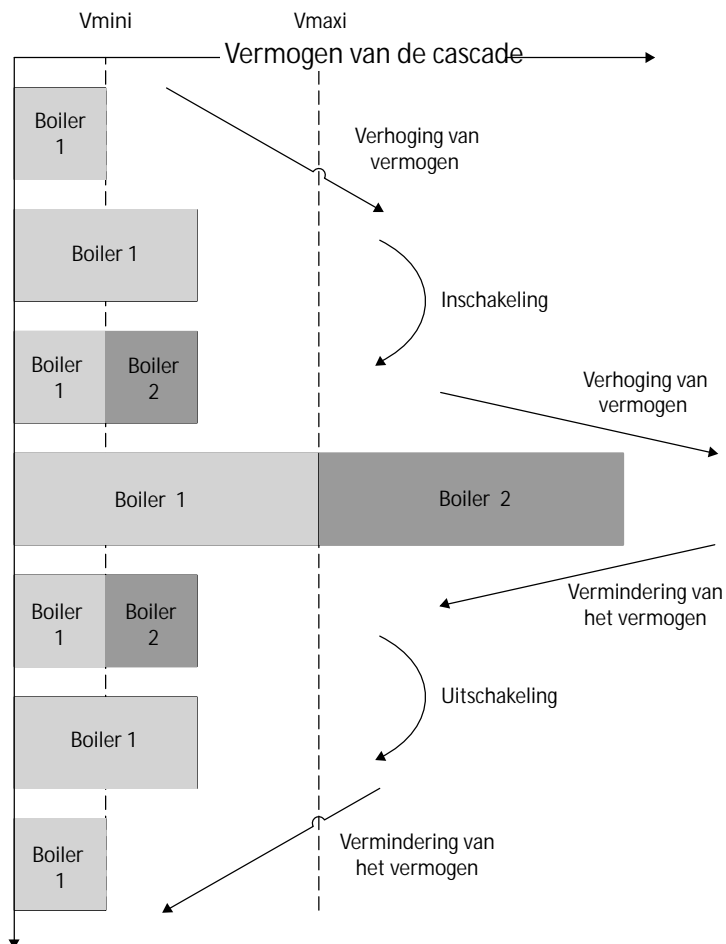 Vmini
Vmaxi
Vermogen van de cascade
Boiler
1
Verhoging van
vermogen
Boiler 1
Inschakeling
Boiler
1
Boiler
2
Verhoging van
vermogen
Boiler 1
Boiler 2
Boiler
1
Boiler
2
Vermindering van
het vermogen
Boiler 1
Uitschakeling
Boiler
1
Vermindering van
het vermogen